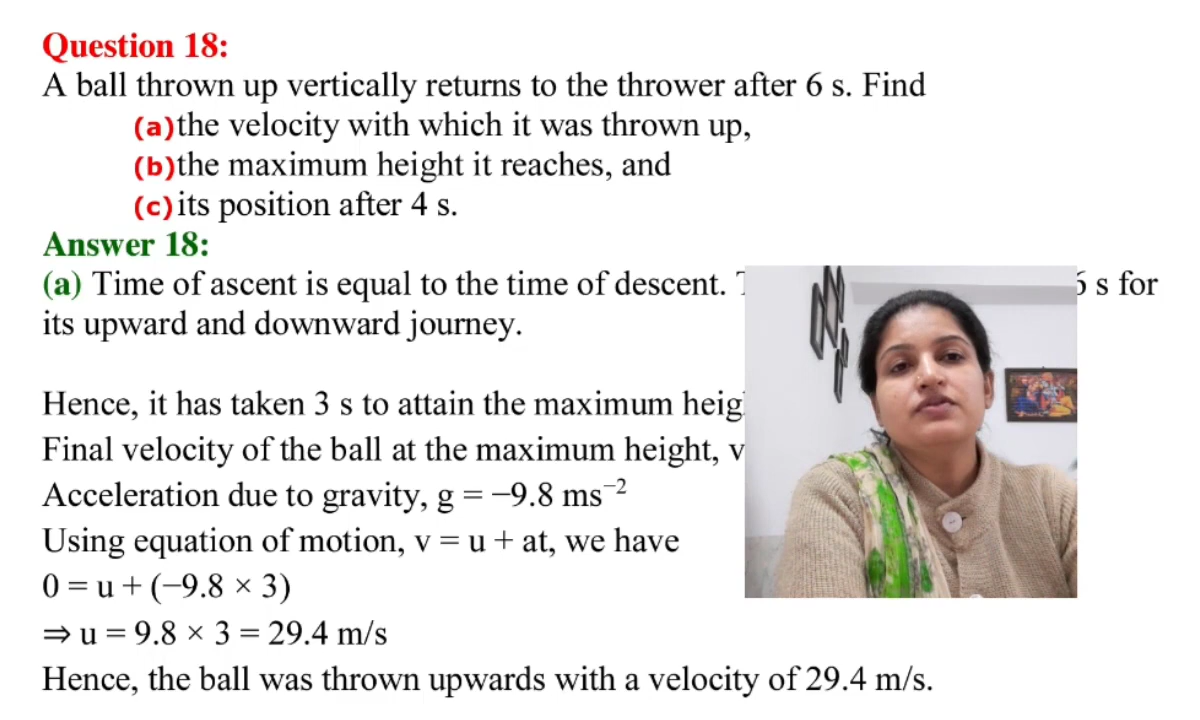 Question 18:
A ball thrown up vertically returns to the thrower after 6 s. Find
(a)the velocity with which it was thrown up,
(b)the maximum height it reaches, and
(c)its position after 4 s.
Answer 18:
(a) Time of ascent is equal to the time of descent. s for
its upward and downward journey.
Hence, it has taken 3 s to attain the maximum
Final velocity of the ball at the maximum height, v
Acceleration due to gravity, g = −9.8 ms⁻²
Using equation of motion, v = u + at, we have
0 = u + (−9.8 × 3)
⇒ u = 9.8 × 3 = 29.4 m/s
Hence, the ball was thrown upwards with a velocity of 29.4 m/s.